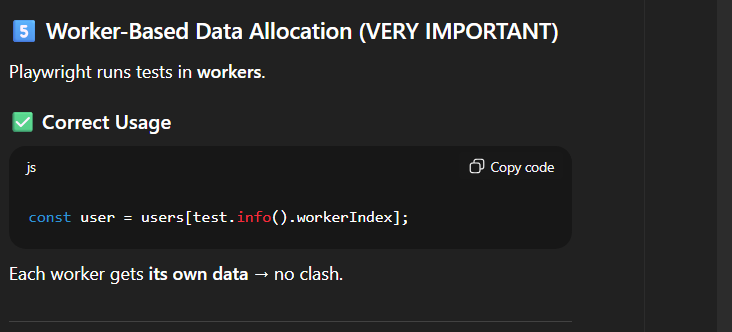 5 Worker-Based Data Allocation (VERY IMPORTANT)
Playwright runs tests in workers.
✅ Correct Usage
js
Copy code
const user = users[test.info().workerIndex];
Each worker gets its own data → no clash.